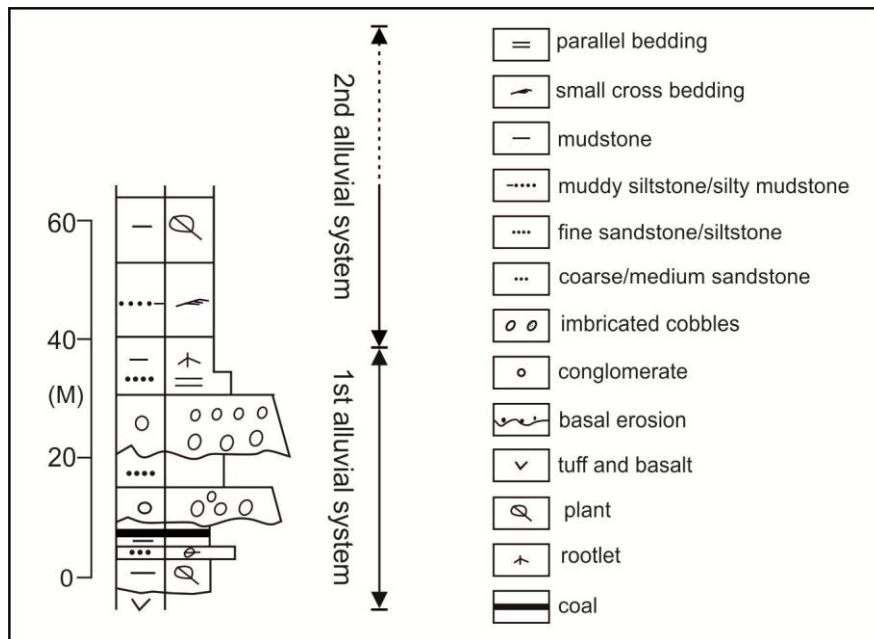 60
40
(M)
20
0
2nd alluvial system
1st alluvial system
parallel bedding
small cross bedding
mudstone
muddy siltstone/silty mudstone
fine sandstone/siltstone
coarse/medium sandstone
imbricated cobbles
conglomerate
basal erosion
tuff and basalt
plant
rootlet
coal